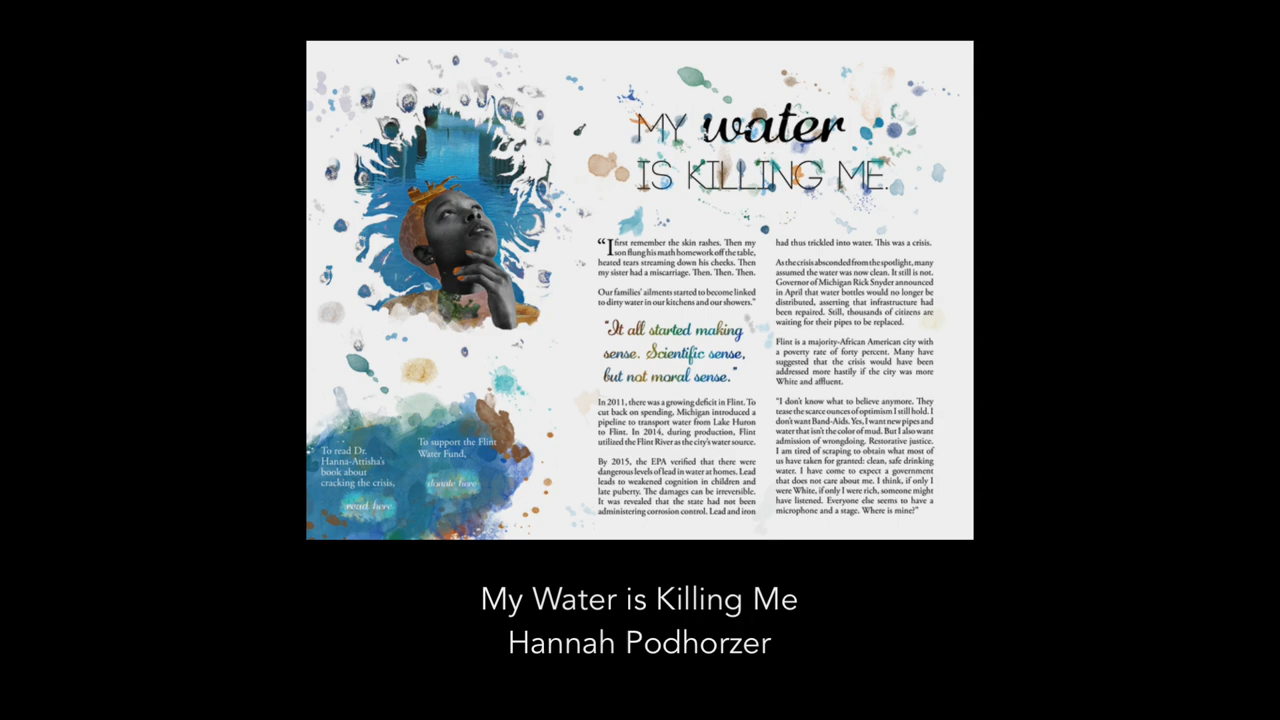 MY water
IS KILLING ME.
“I first remember the skin rashes. Then my
son flung his math homework off the table,
heated tears streaming down his cheeks. Then
my sister had a miscarriage. Then. Then. Then.
Our families’ ailments started to become linked
to dirty water in our kitchens and our showers.”
“It all started making
sense. Scientific sense,
but not moral sense.”
In 2011, there was a growing deficit in Flint. To
cut back on spending, Michigan introduced a
pipeline to transport water from Lake Huron
to Flint. In 2014, during production, Flint
utilized the Flint River as the city’s water source.
By 2015, the EPA verified that there were
dangerous levels of lead in water at homes. Lead
leads to weakened cognition in children and
late puberty. The damages can be irreversible.
It was revealed that the state had not been
administering corrosion control. Lead and iron
had thus trickled into water. This was a crisis.
As the crisis absconded from the spotlight, many
assumed the water was now clean. It still is not.
Governor of Michigan Rick Snyder announced
in April that water bottles would no longer be
distributed, asserting that infrastructure had
been repaired. Still, thousands of citizens are
waiting for their pipes to be replaced.
Flint is a majority-African American city with
a poverty rate of forty percent. Many have
suggested that the crisis would have been
addressed more hastily if the city was more
White and affluent.
“I don’t know what to believe anymore. They
tease the scarce ounces of optimism I still hold. I
don’t want Band-Aids. Yes, I want new pipes and
water that isn’t the color of mud. But I also want
admission of wrongdoing. Restorative justice.
I am tired of scraping to obtain what most of
us have taken for granted: clean, safe drinking
water. I have come to expect a government
that does not care about me. I think, if only I
were White, if only I were rich, someone might
have listened. Everyone else seems to have a
microphone and a stage. Where is mine?”
To read Dr.
Hanna-Attisha’s
book about
cracking the crisis,
read here
To support the Flint
Water Fund,
donate here
My Water is Killing Me
Hannah Podhorzer